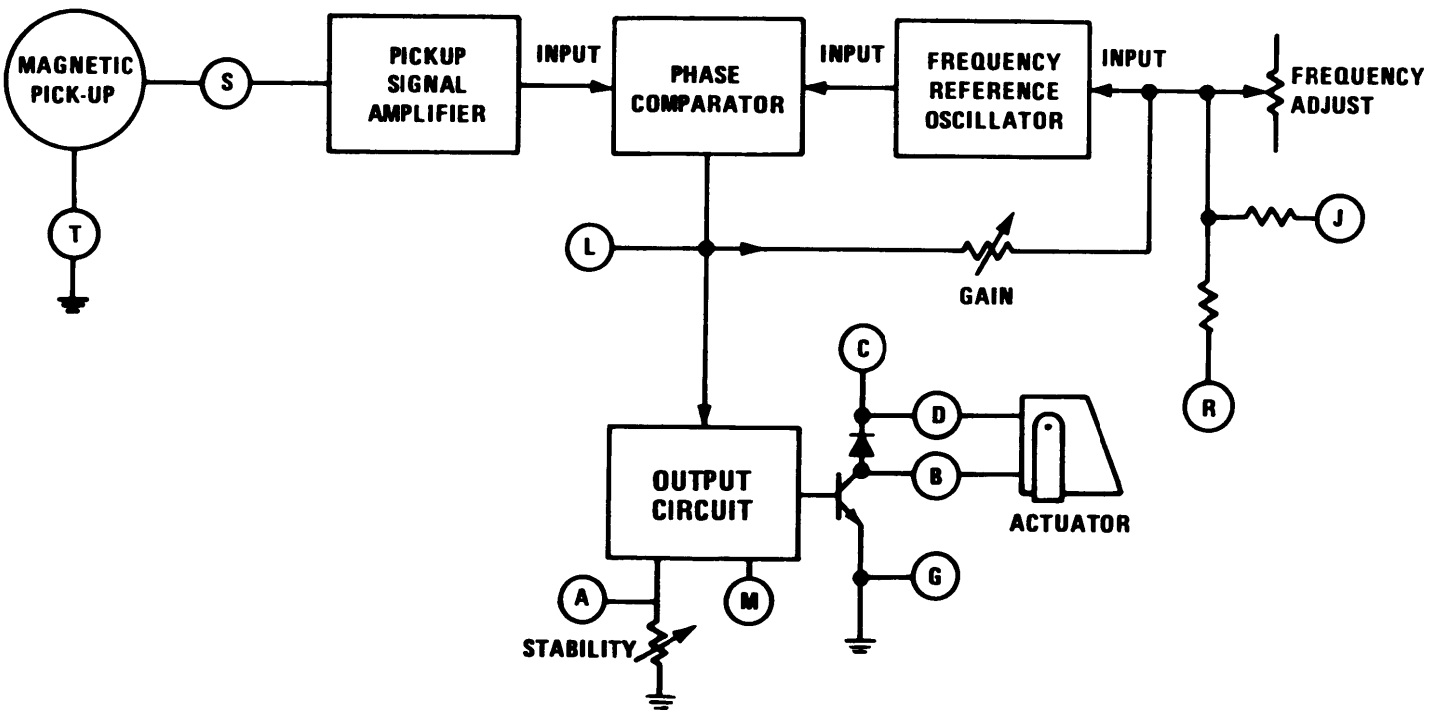 MAGNETIC
PICK-UP
S
T
PICKUP
SIGNAL
AMPLIFIER
INPUT
PHASE
COMPARATOR
INPUT
FREQUENCY
REFERENCE
OSCILLATOR
INPUT
FREQUENCY
ADJUST
J
L
GAIN
R
C
D
B
ACTUATOR
G
OUTPUT
CIRCUIT
A
M
STABILITY